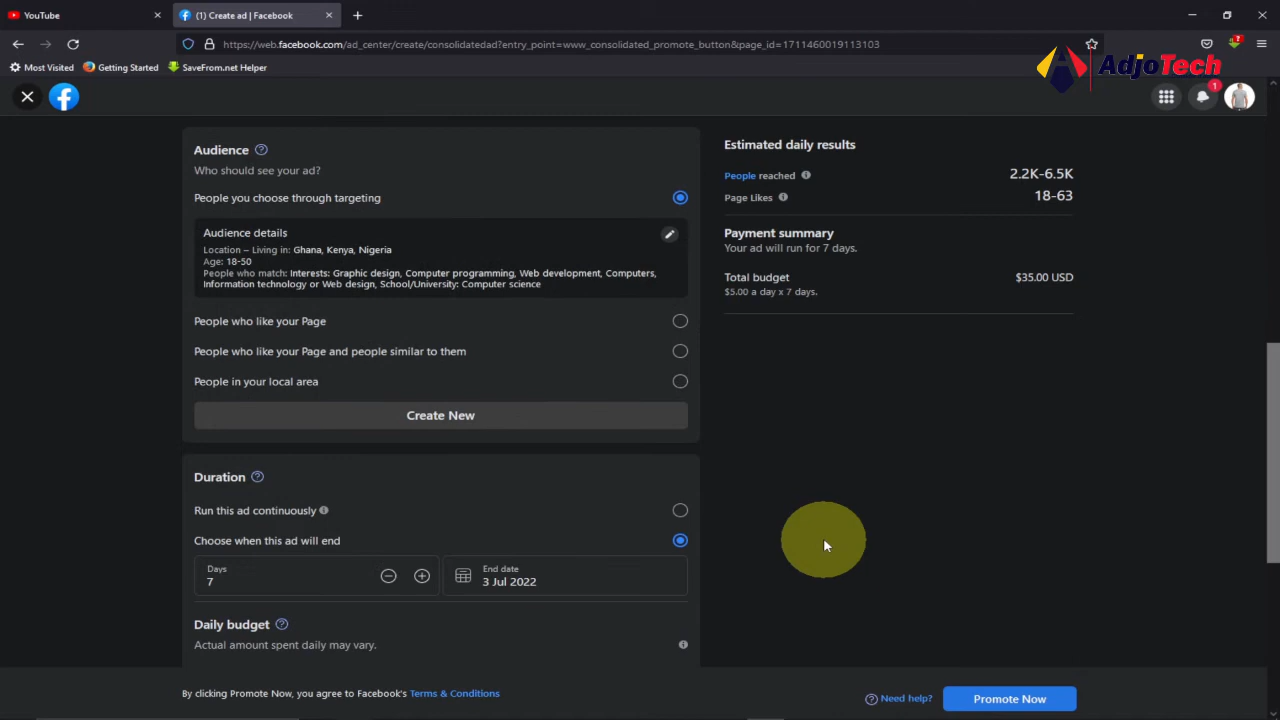 YouTube
(1) Create ad | Facebook
https://web.facebook.com/ad_center/create/consolidatedad?entry_point=www_consolidated_promote_button&page_id=1711460019113103
Most Visited
Getting Started
SaveFrom.net Helper
AdjoTech
1
Audience
Who should see your ad?
People you choose through targeting
Audience details
Location – Living in: Ghana, Kenya, Nigeria
Age: 18-50
People who match: Interests: Graphic design, Computer programming, Web development, Computers,
Information technology or Web design, School/University: Computer science
People who like your Page
People who like your Page and people similar to them
People in your local area
Create New
Duration
Run this ad continuously
Choose when this ad will end
Days
7
End date
3 Jul 2022
Daily budget
Actual amount spent daily may vary.
Estimated daily results
People reached
2.2K-6.5K
Page Likes
18-63
Payment summary
Your ad will run for 7 days.
Total budget
$35.00 USD
$5.00 a day x 7 days.
By clicking Promote Now, you agree to Facebook's Terms & Conditions
Need help?
Promote Now